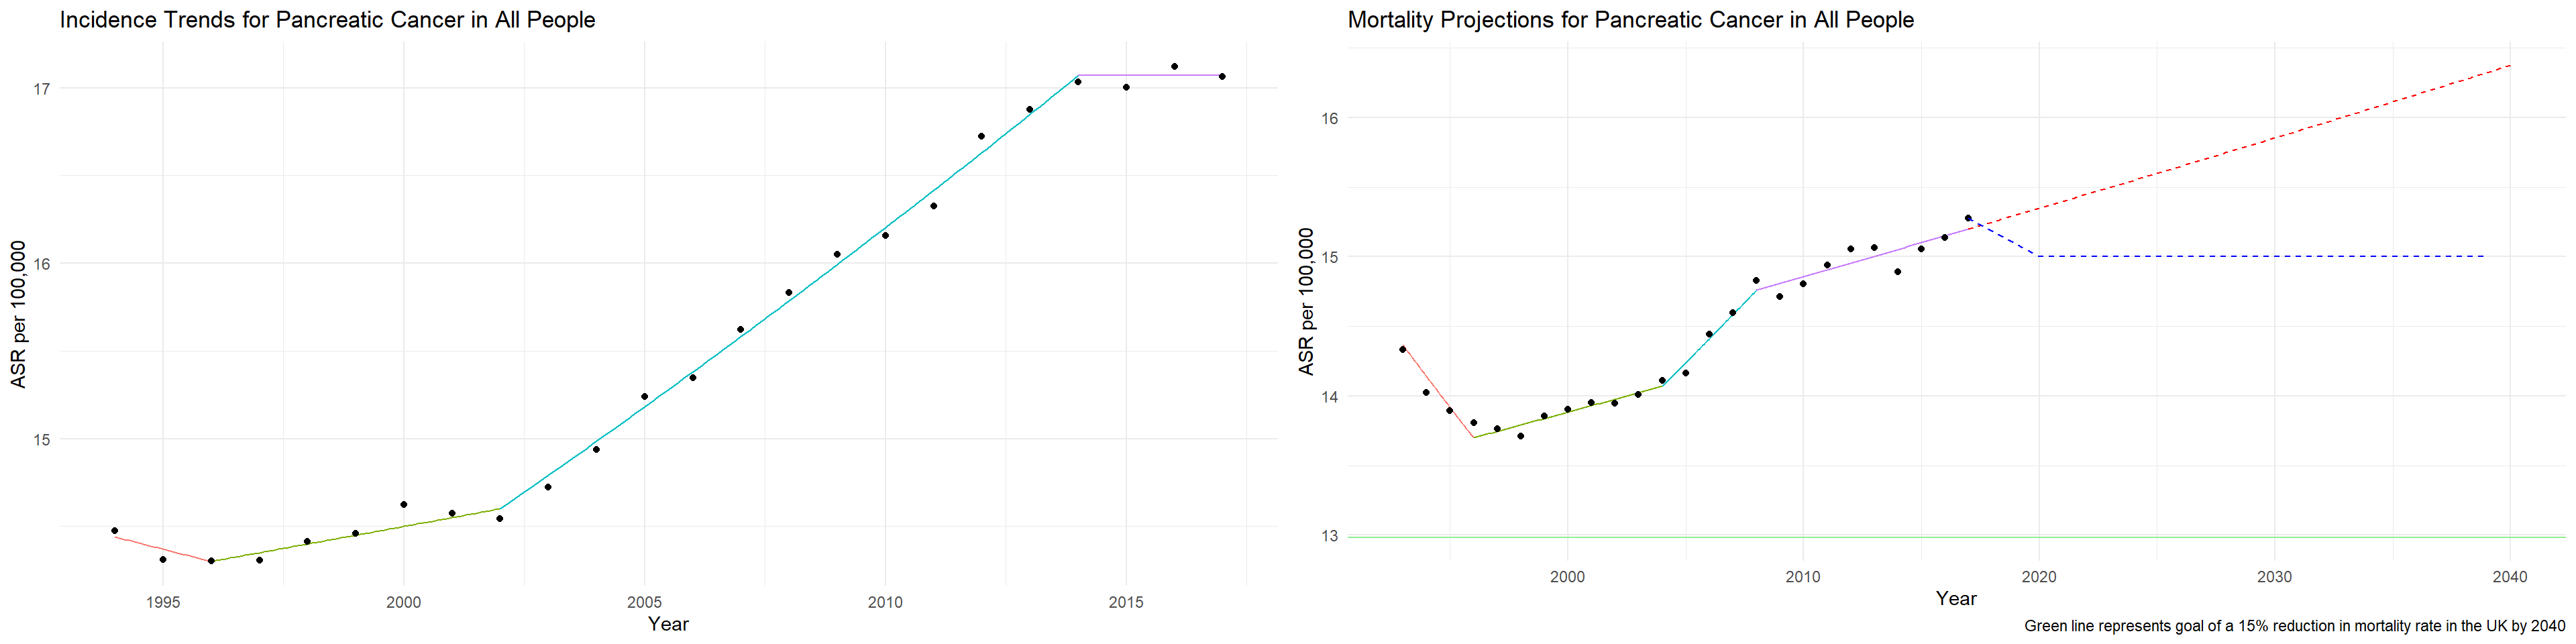 Incidence Trends for Pancreatic Cancer in All People
17
16
15
ASR per 100,000
1995
2000
2005
2010
2015
Year
Mortality Projections for Pancreatic Cancer in All People
16
15
14
13
ASR per 100,000
2000
2010
2020
2030
2040
Year
Green line represents goal of a 15% reduction in mortality rate in the UK by 2040